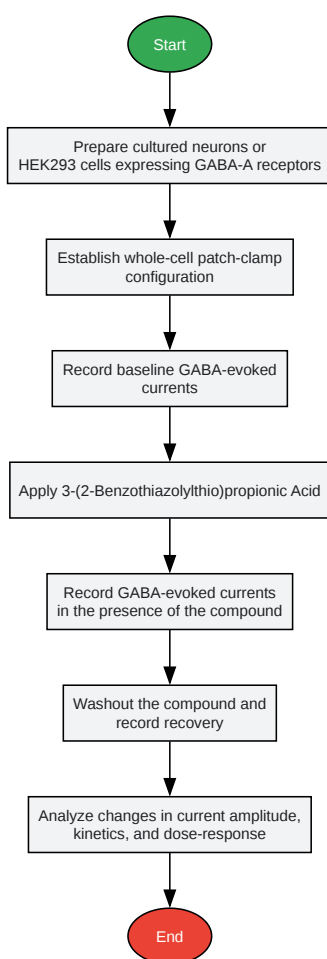 Start
Prepare cultured neurons or
HEK293 cells expressing GABA-A receptors
Establish whole-cell patch-clamp
configuration
Record baseline GABA-evoked
currents
Apply 3-(2-Benzothiazolylthio)propionic Acid
Record GABA-evoked currents
in the presence of the compound
Washout the compound and
record recovery
Analyze changes in current amplitude,
kinetics, and dose-response
End